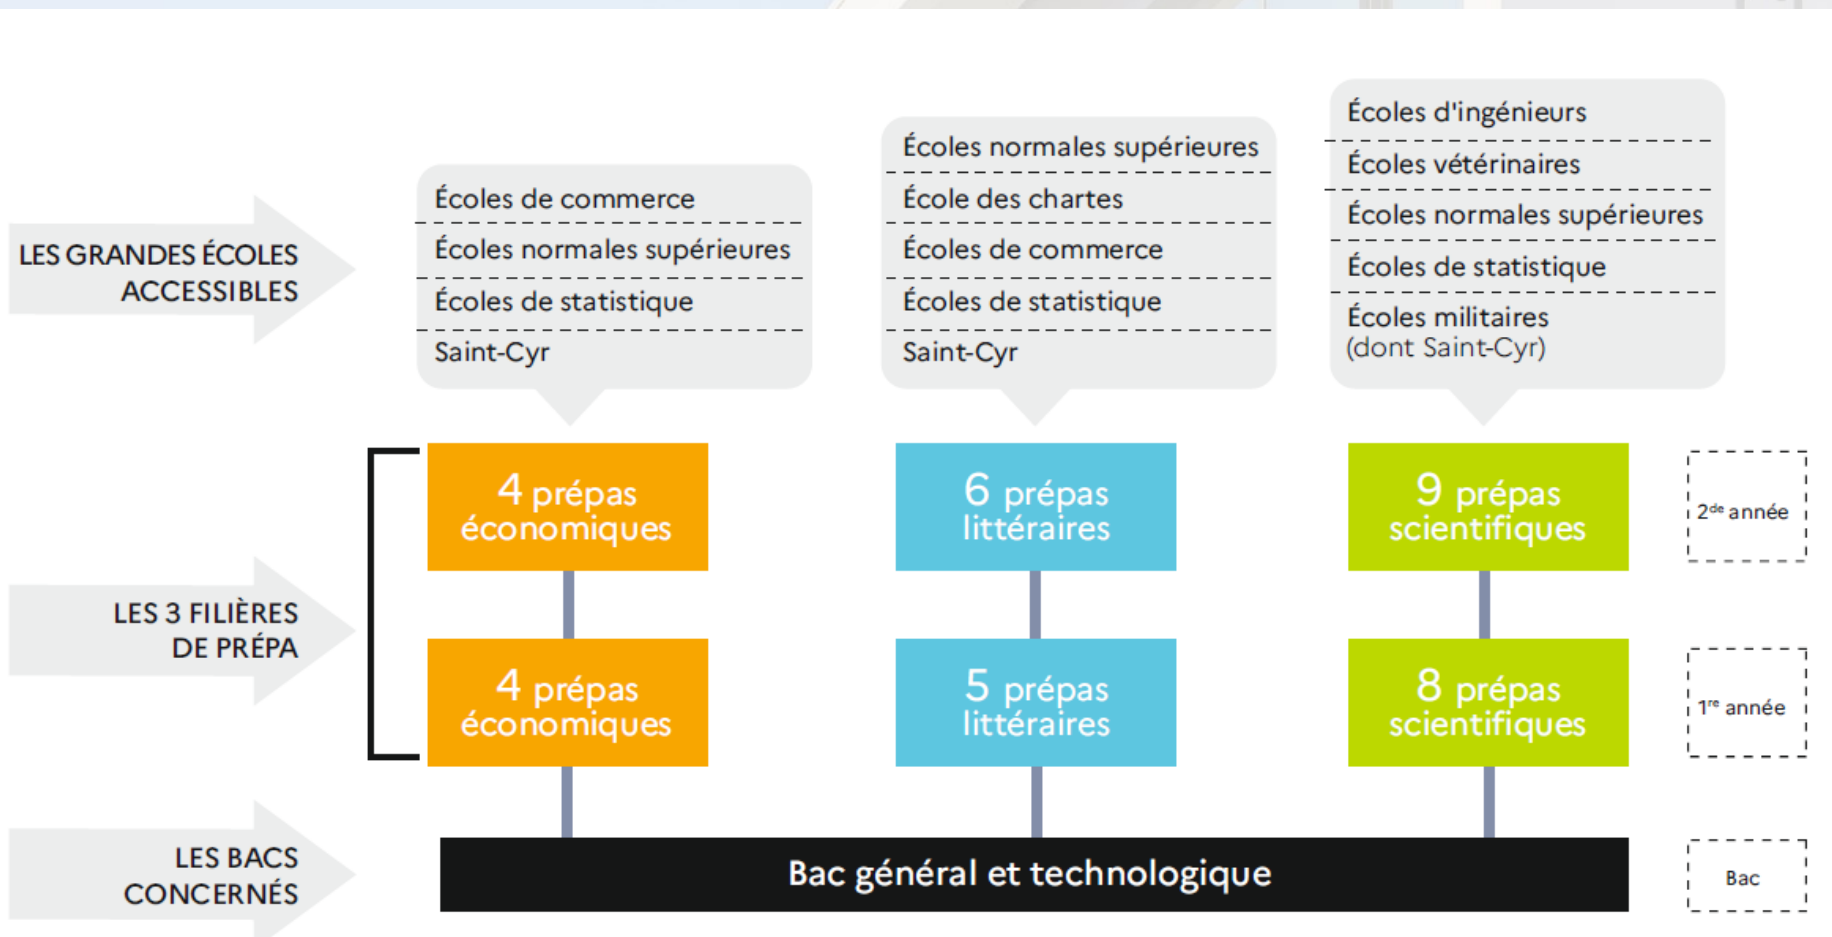 LES GRANDES ÉCOLES
ACCESSIBLES
Écoles de commerce
Écoles normales supérieures
Écoles de statistique
Saint-Cyr
Écoles normales supérieures
École des chartes
Écoles de commerce
Écoles de statistique
Saint-Cyr
Écoles d'ingénieurs
Écoles vétérinaires
Écoles normales supérieures
Écoles de statistique
Écoles militaires
(dont Saint-Cyr)
LES 3 FILIÈRES
DE PRÉPA
4 prépas
économiques
6 prépas
littéraires
9 prépas
scientifiques
2de année
4 prépas
économiques
5 prépas
littéraires
8 prépas
scientifiques
1re année
LES BACS
CONCERNÉS
Bac général et technologique
Bac